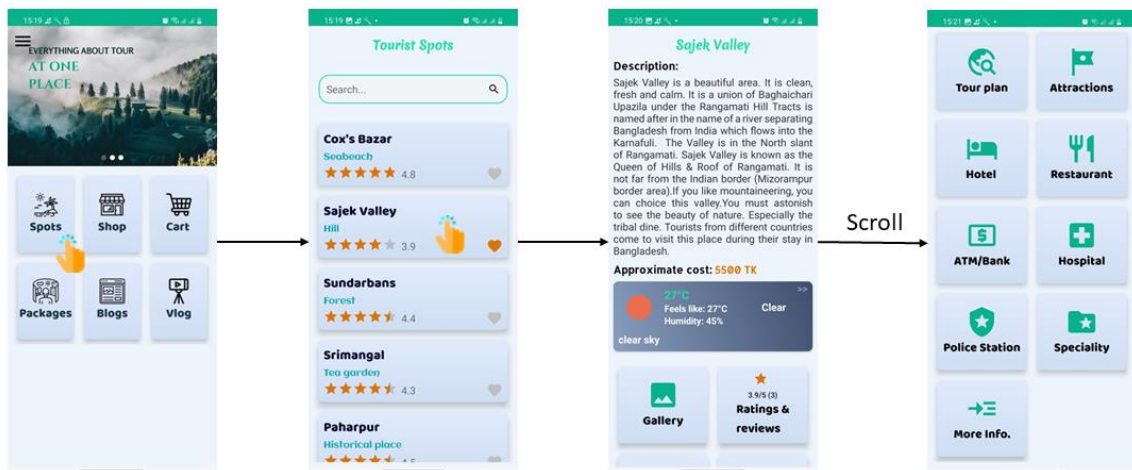 15:19
EVERYTHING ABOUT TOUR
AT ONE
PLACE
Spots
Shop
Cart
Packages
Blogs
Vlog
15:19
Tourist Spots
Search...
Cox's Bazar
Seabeach
4.8
Sajek Valley
Hill
3.9
Sundarbans
Forest
4.4
Srimangal
Tea garden
4.3
Paharpur
Historical place
4.5
15:20
Sajek Valley
Description:
Sajek Valley is a beautiful area. It is clean,
fresh and calm. It is a union of Baghaichari
Upazila under the Rangamati Hill Tracts is
named after in the name of a river separating
Bangladesh from India which flows into the
Karnafuli. The Valley is in the North slant
of Rangamati. Sajek Valley is known as the
Queen of Hills & Roof of Rangamati. It is
not far from the Indian border (Mizorampur
border area).If you like mountaineering, you
can choice this valley.You must astonish
to see the beauty of nature. Especially the
tribal dine. Tourists from different countries
come to visit this place during their stay in
Bangladesh.
Approximate cost: 5500 TK
>>
27°C
Feels like: 27°C
Clear
Humidity: 45%
clear sky
Gallery
3.9/5 (3)
Ratings &
reviews
Scroll
15:21
Tour plan
Attractions
Hotel
Restaurant
ATM/Bank
Hospital
Police Station
Speciality
More Info.